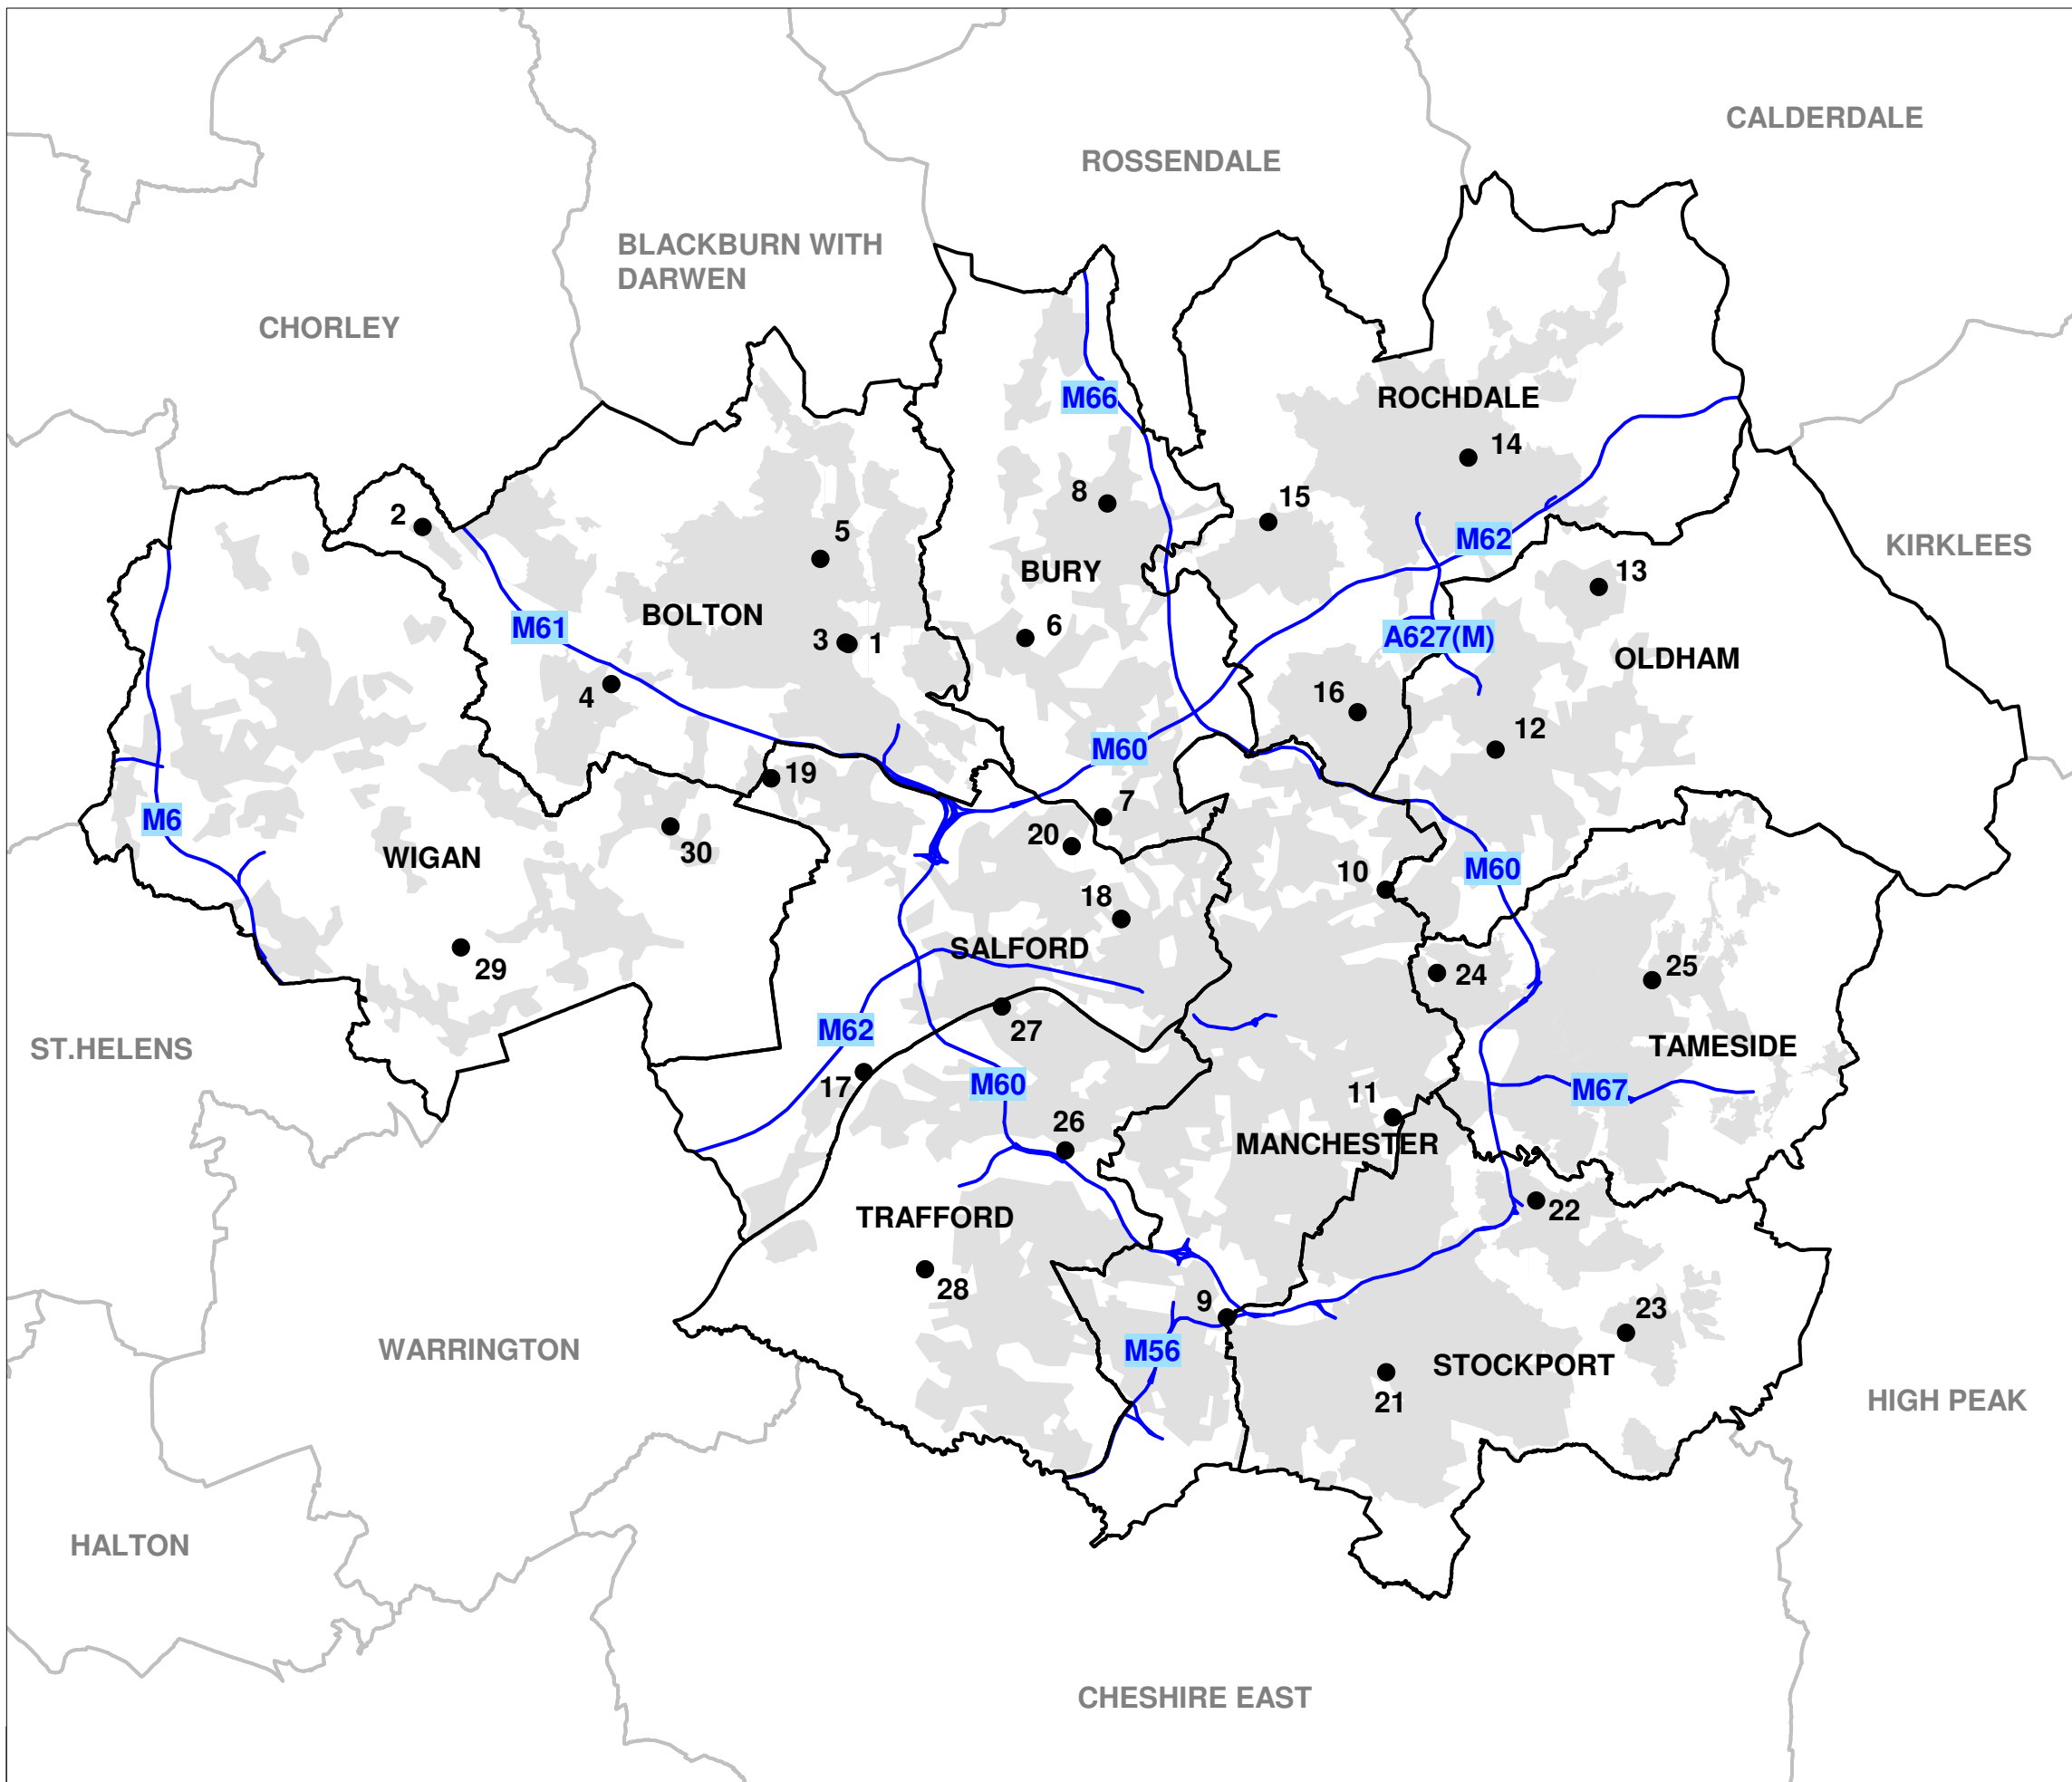 CALDERDALE
ROSSENDALE
BLACKBURN WITH
DARWEN
CHORLEY
M66
ROCHDALE
14
8
15
2
5
M62
KIRKLEES
BURY
13
M61
BOLTON
3
1
6
A627(M)
OLDHAM
4
16
12
M60
19
7
M6
20
WIGAN
30
10
M60
18
SALFORD
29
24
25
27
M62
ST.HELENS
TAMESIDE
17
M60
M67
11
26
MANCHESTER
22
TRAFFORD
28
9
23
WARRINGTON
M56
STOCKPORT
21
HIGH PEAK
HALTON
CHESHIRE EAST